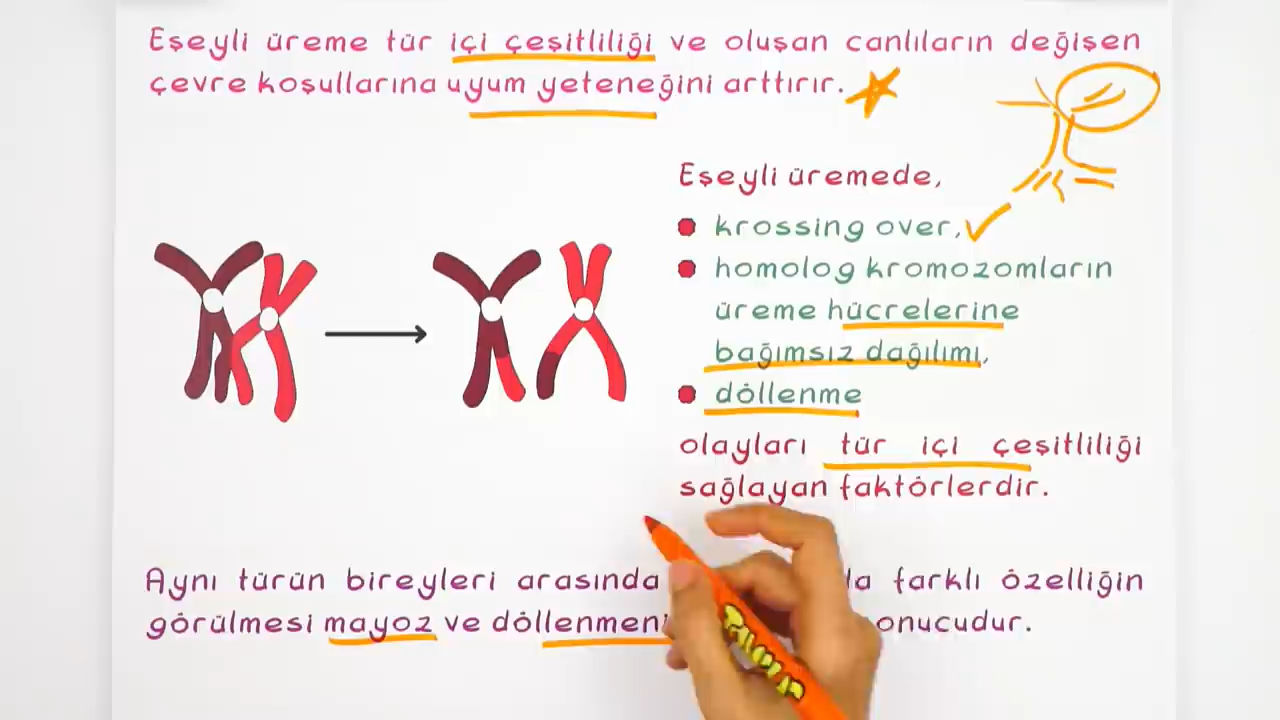 Eşeyli üreme tür içi çeşitliliği ve oluşan canlıların değişen
çevre koşullarına uyum yeteneğini arttırır.
Eşeyli üremede,
krossing over,
homolog kromozomların
üreme hücrelerine
bağımsız dağılımı,
döllenme
olayları tür içi çeşitliliği
sağlayan faktörlerdir.
Aynı türün bireyleri arasında farklı özelliğin
görülmesi mayoz ve